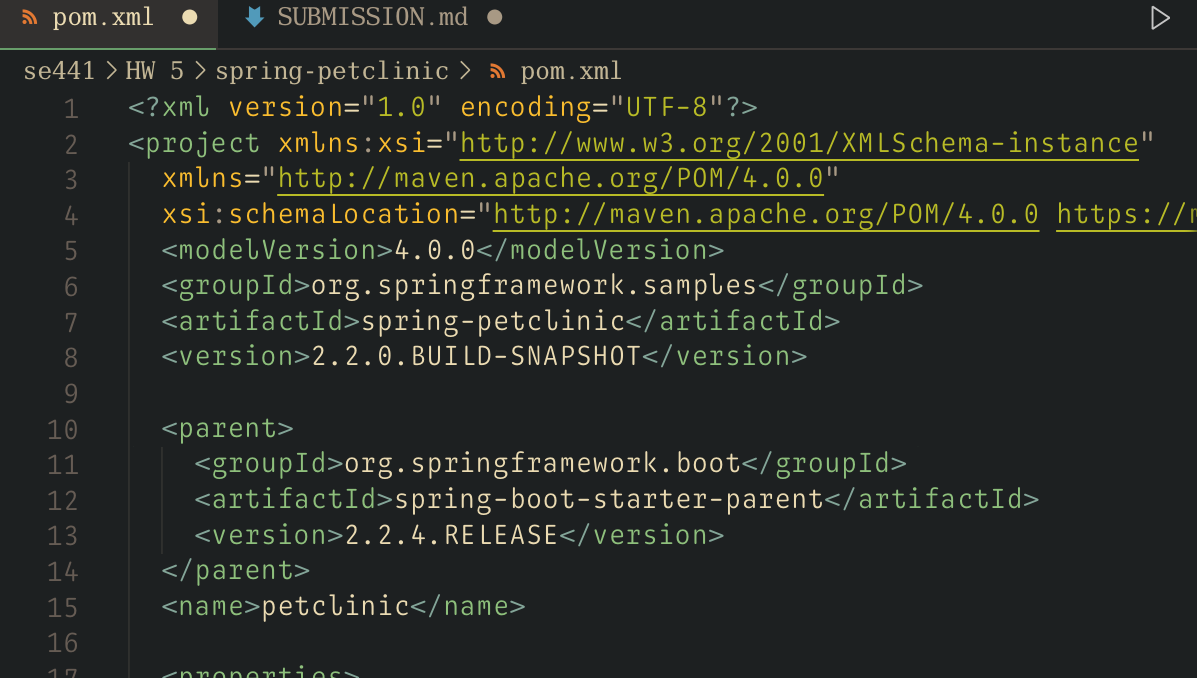 pom.xml SUBMISSION.md
se441 > HW 5 > spring-petclinic > pom.xml
1 <?xml version="1.0" encoding="UTF-8"?>
2 <project xmlns:xsi="http://www.w3.org/2001/XMLSchema-instance"
3 xmlns="http://maven.apache.org/POM/4.0.0"
4 xsi:schemaLocation="http://maven.apache.org/POM/4.0.0 https://
5 <modelVersion>4.0.0</modelVersion>
6 <groupId>org.springframework.samples</groupId>
7 <artifactId>spring-petclinic</artifactId>
8 <version>2.2.0.BUILD-SNAPSHOT</version>
9
10 <parent>
11 <groupId>org.springframework.boot</groupId>
12 <artifactId>spring-boot-starter-parent</artifactId>
13 <version>2.2.4.RELEASE</version>
14 </parent>
15 <name>petclinic</name>
16
17 <properties>